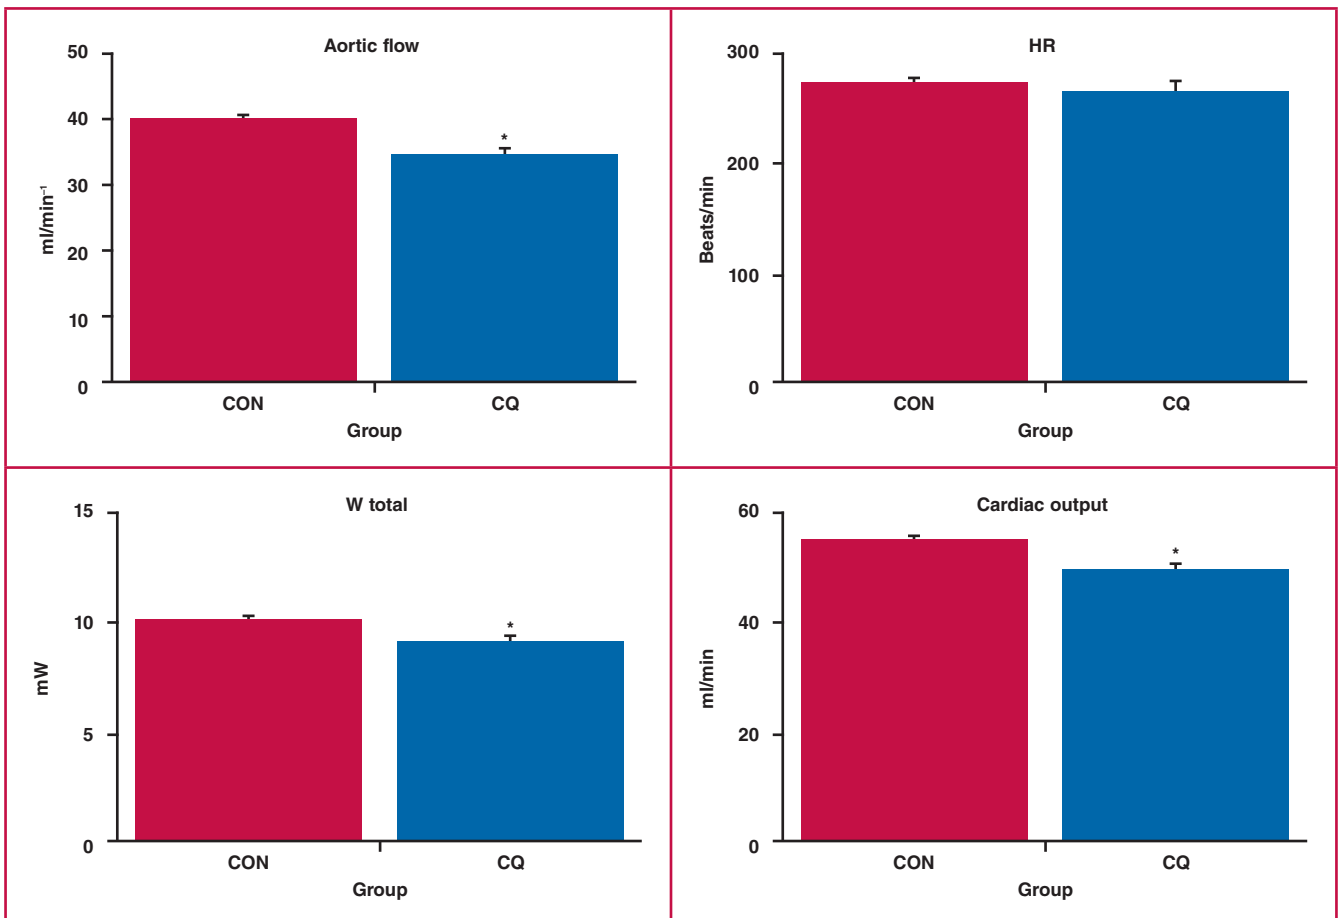 Aortic flow
50
40
30
20
10
0
ml/min⁻¹
*
CON
CQ
Group
HR
300
200
100
0
Beats/min
CON
CQ
Group
W total
15
10
5
0
mW
*
CON
CQ
Group
Cardiac output
60
40
20
0
ml/min
*
CON
CQ
Group